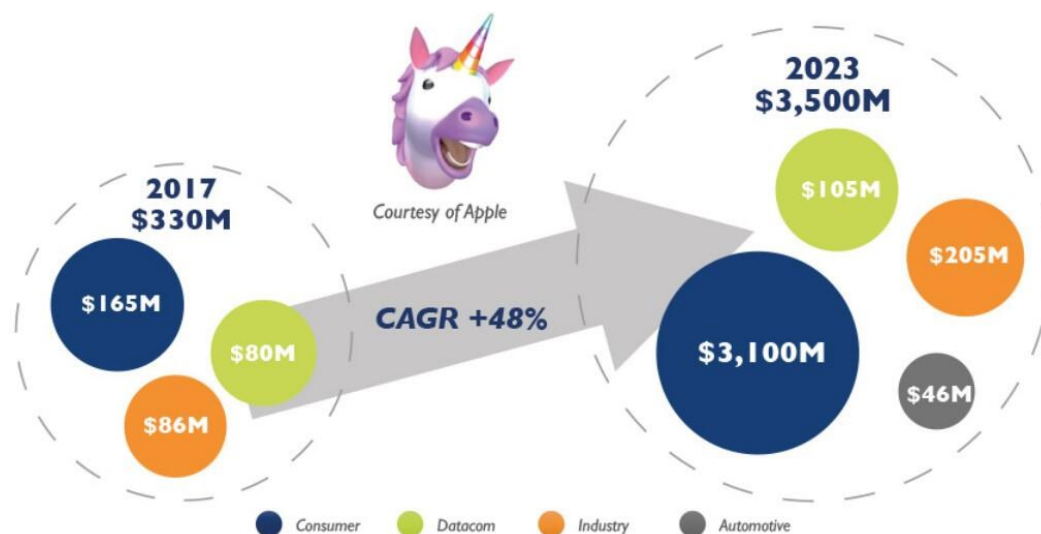 2017
$330M
$165M
$80M
$86M
Courtesy of Apple
CAGR +48%
2023
$3,500M
$105M
$205M
$3,100M
$46M
Consumer
Datacom
Industry
Automotive